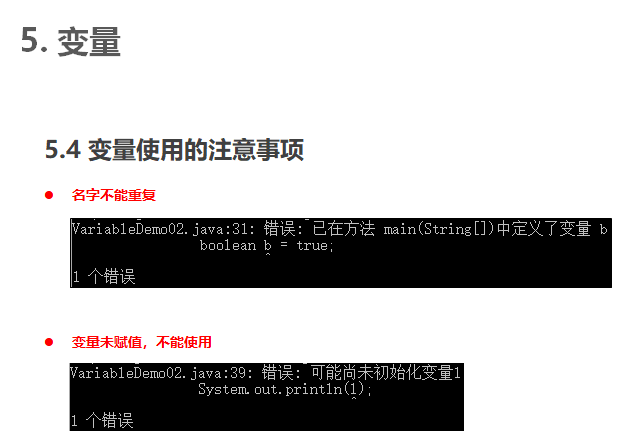 5. 变量
5.4 变量使用的注意事项
● 名字不能重复
VariableDemo02.java:31: 错误: 已在方法 main(String[])中定义了变量 b
boolean b = true;
^
1 个错误
● 变量未赋值，不能使用
VariableDemo02.java:39: 错误: 可能尚未初始化变量l
System.out.println(l);
^
1 个错误